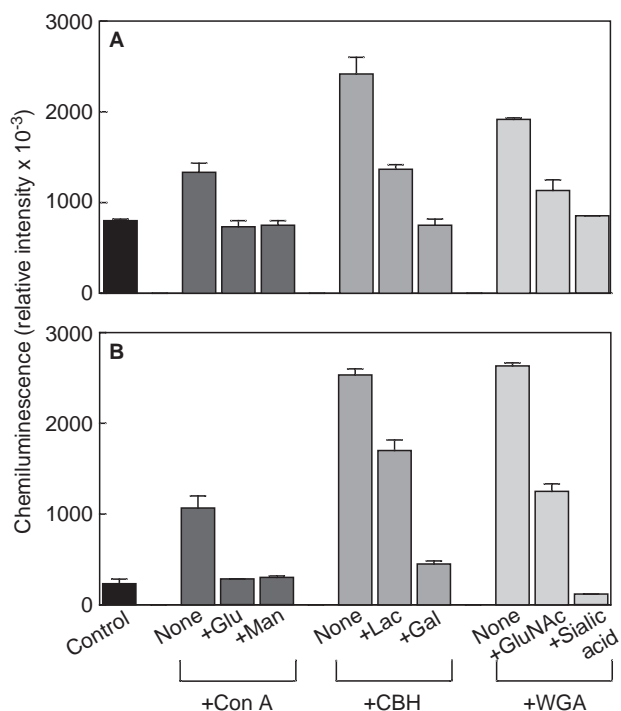 Chemiluminescence (relative intensity x 10-3)
3000
A
2000
1000
0
3000
B
2000
1000
0
Control
None
+Glu
+Man
None
+Lac
+Gal
None
+GluNAc
+Sialic
acid
+Con A
+CBH
+WGA